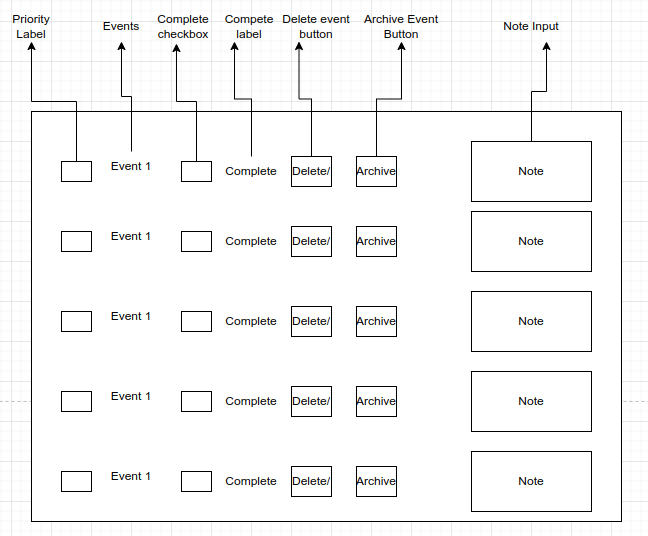 Priority
Label
Events
Complete
checkbox
Compete
label
Delete event
button
Archive Event
Button
Note Input
Event 1 Complete Delete/ Archive Note
Event 1 Complete Delete/ Archive Note
Event 1 Complete Delete/ Archive Note
Event 1 Complete Delete/ Archive Note
Event 1 Complete Delete/ Archive Note